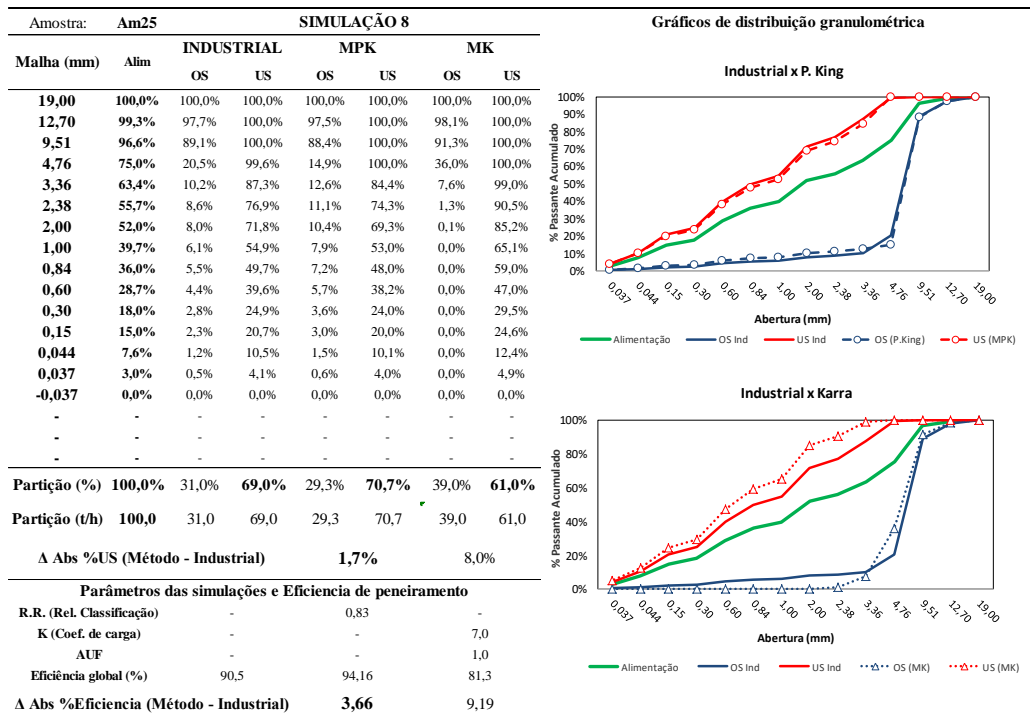 Amostra: Am25 SIMULAÇÃO 8
Malha (mm) Alim INDUSTRIAL MPK MK
OS US OS US OS US
19,00 100,0% 100,0% 100,0% 100,0% 100,0% 100,0% 100,0%
12,70 99,3% 97,7% 100,0% 97,5% 100,0% 98,1% 100,0%
9,51 96,6% 89,1% 100,0% 88,4% 100,0% 91,3% 100,0%
4,76 75,0% 20,5% 99,6% 14,9% 100,0% 36,0% 100,0%
3,36 63,4% 10,2% 87,3% 12,6% 84,4% 7,6% 99,0%
2,38 55,7% 8,6% 76,9% 11,1% 74,3% 1,3% 90,5%
2,00 52,0% 8,0% 71,8% 10,4% 69,3% 0,1% 85,2%
1,00 39,7% 6,1% 54,9% 7,9% 53,0% 0,0% 65,1%
0,84 36,0% 5,5% 49,7% 7,2% 48,0% 0,0% 59,0%
0,60 28,7% 4,4% 39,6% 5,7% 38,2% 0,0% 47,0%
0,30 18,0% 2,8% 24,9% 3,6% 24,0% 0,0% 29,5%
0,15 15,0% 2,3% 20,7% 3,0% 20,0% 0,0% 24,6%
0,044 7,6% 1,2% 10,5% 1,5% 10,1% 0,0% 12,4%
0,037 3,0% 0,5% 4,1% 0,6% 4,0% 0,0% 4,9%
-0,037 0,0% 0,0% 0,0% 0,0% 0,0% 0,0% 0,0%
- - - - - - - -
- - - - - - - -
- - - - - - - -
Partição (%) 100,0% 31,0% 69,0% 29,3% 70,7% 39,0% 61,0%
Partição (t/h) 100,0 31,0 69,0 29,3 70,7 39,0 61,0
Δ Abs %US (Método - Industrial) 1,7% 8,0%
Parâmetros das simulações e Eficiencia de peneiramento
R.R. (Rel. Classificação) - 0,83 -
K (Coef. de carga) - - 7,0
AUF - - 1,0
Eficiência global (%) 90,5 94,16 81,3
Δ Abs %Eficiencia (Método - Industrial) 3,66 9,19
Gráficos de distribuição granulométrica
Industrial x P. King
% Passante Acumulado
100%
90%
80%
70%
60%
50%
40%
30%
20%
10%
0%
0,037 0,044 0,15 0,30 0,60 0,84 1,00 2,00 2,38 3,36 4,76 9,51 12,70 19,00
Abertura (mm)
Alimentação OS Ind US Ind OS (P.King) US (MPK)
Industrial x Karra
% Passante Acumulado
100%
80%
60%
40%
20%
0%
0,037 0,044 0,15 0,30 0,60 0,84 1,00 2,00 2,38 3,36 4,76 9,51 12,70 19,00
Abertura (mm)
Alimentação OS Ind US Ind OS (MK) US (MK)